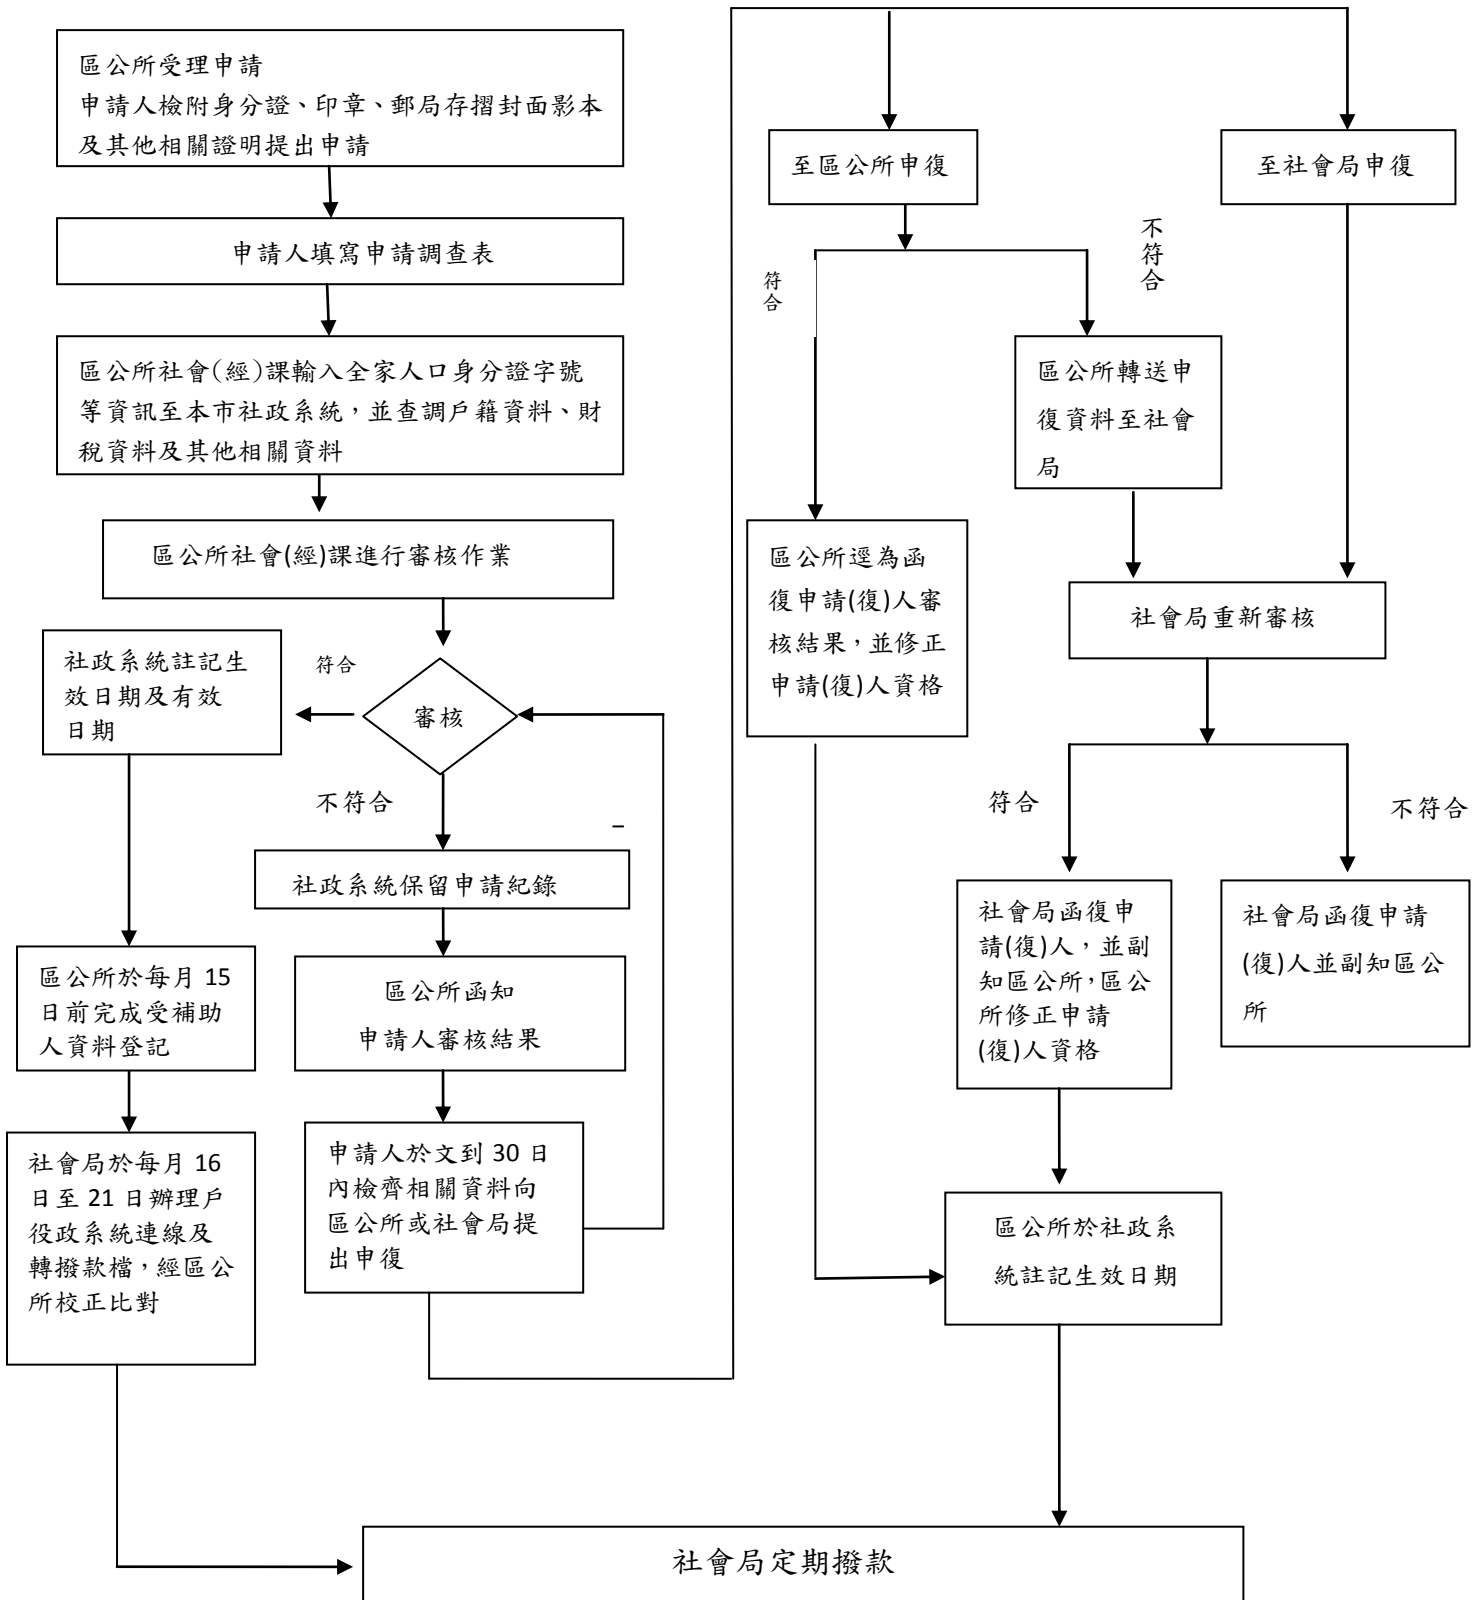 區公所受理申請
申請人檢附身分證、印章、郵局存摺封面影本
及其他相關證明提出申請
申請人填寫申請調查表
區公所社會(經)課輸入全家人口身分證字號
等資訊至本市社政系統，並查調戶籍資料、財
稅資料及其他相關資料
區公所社會(經)課進行審核作業
社政系統註記生
效日期及有效
日期
符合
審核
不符合
社政系統保留申請紀錄
區公所於每月 15
日前完成受補助
人資料登記
區公所函知
申請人審核結果
社會局於每月 16
日至 21 日辦理戶
役政系統連線及
轉撥款檔，經區公
所校正比對
申請人於文到 30 日
內檢齊相關資料向
區公所或社會局提
出申復
至區公所申復
至社會局申復
符
合
不
符
合
區公所轉送申
復資料至社會
局
區公所逕為函
復申請(復)人審
核結果，並修正
申請(復)人資格
社會局重新審核
符合
不符合
社會局函復申
請(復)人，並副
知區公所，區公
所修正申請
(復)人資格
社會局函復申請
(復)人並副知區公
所
區公所於社政系
統註記生效日期
社會局定期撥款